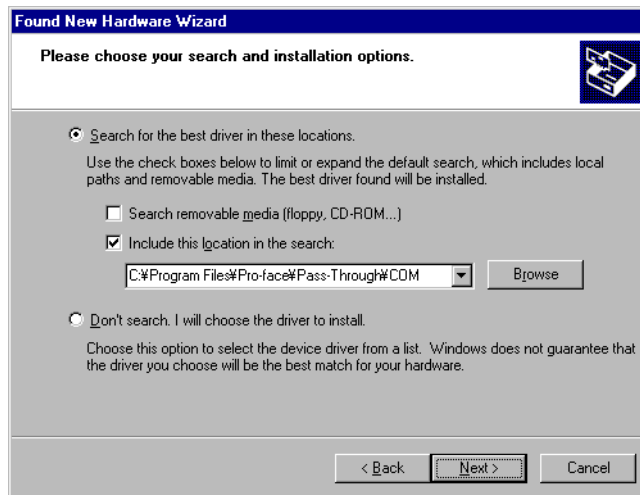 Found New Hardware Wizard
Please choose your search and installation options.
Search for the best driver in these locations.
Use the check boxes below to limit or expand the default search, which includes local
paths and removable media. The best driver found will be installed.
Search removable media (floppy, CD-ROM...)
Include this location in the search:
C:¥Program Files¥Pro-face¥Pass-Through¥COM
Browse
Don't search. I will choose the driver to install.
Choose this option to select the device driver from a list. Windows does not guarantee that
the driver you choose will be the best match for your hardware.
< Back
Next >
Cancel